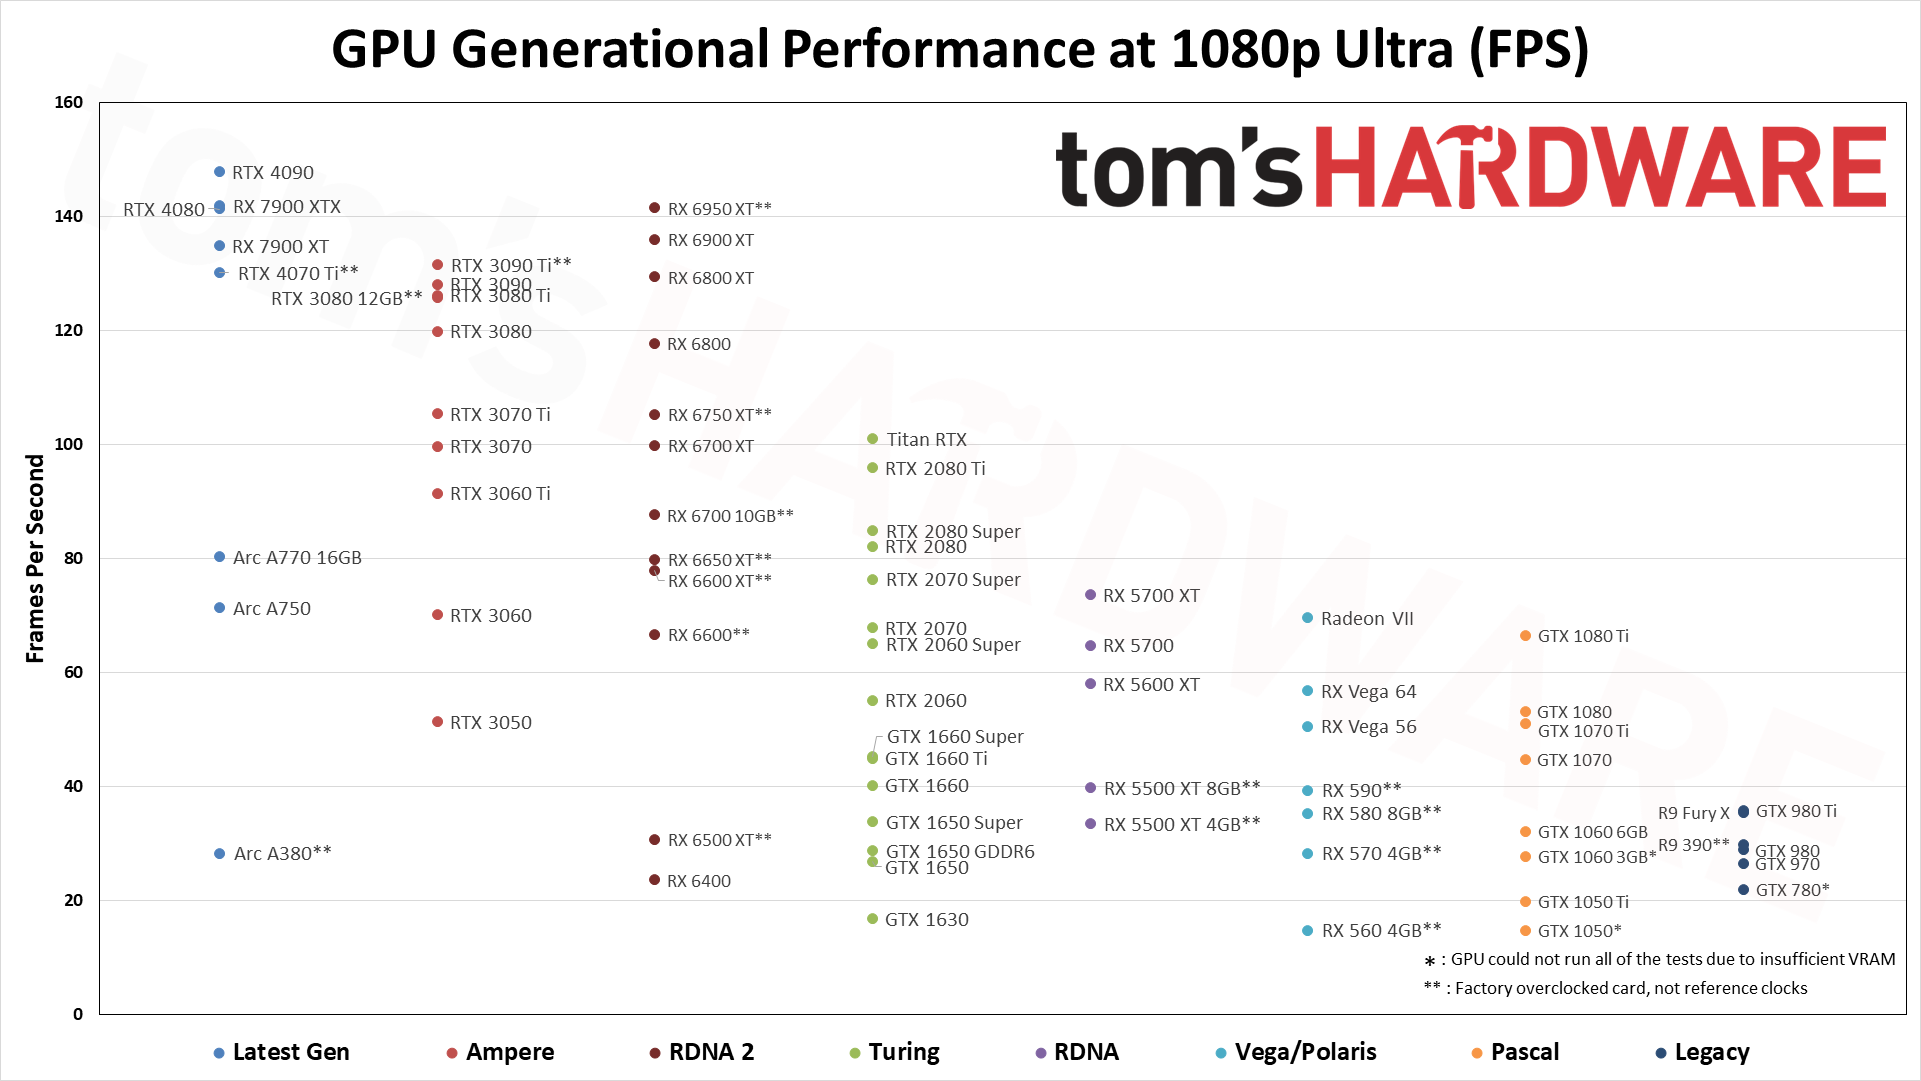 GPU Generational Performance at 1080p Ultra (FPS)
tom's HARDWARE
Frames Per Second
160
140
120
100
80
60
40
20
0
RTX 4090
RTX 4080
RX 7900 XTX
RX 7900 XT
RTX 4070 Ti**
Arc A770 16GB
Arc A750
Arc A380**
RTX 3090 Ti**
RTX 3090
RTX 3080 12GB**
RTX 3080 Ti
RTX 3080
RTX 3070 Ti
RTX 3070
RTX 3060 Ti
RTX 3060
RTX 3050
RX 6950 XT**
RX 6900 XT
RX 6800 XT
RX 6800
RX 6750 XT**
RX 6700 XT
RX 6700 10GB**
RX 6650 XT**
RX 6600 XT**
RX 6600**
RX 6500 XT**
RX 6400
Titan RTX
RTX 2080 Ti
RTX 2080 Super
RTX 2080
RTX 2070 Super
RTX 2070
RTX 2060 Super
RTX 2060
GTX 1660 Super
GTX 1660 Ti
GTX 1660
GTX 1650 Super
GTX 1650 GDDR6
GTX 1650
GTX 1630
RX 5700 XT
RX 5700
RX 5600 XT
RX 5500 XT 8GB**
RX 5500 XT 4GB**
Radeon VII
RX Vega 64
RX Vega 56
RX 590**
RX 580 8GB**
RX 570 4GB**
RX 560 4GB**
GTX 1080 Ti
GTX 1080
GTX 1070 Ti
GTX 1070
GTX 1060 6GB
GTX 1060 3GB*
GTX 1050 Ti
GTX 1050*
R9 Fury X
GTX 980 Ti
R9 390**
GTX 980
GTX 970
GTX 780*
* : GPU could not run all of the tests due to insufficient VRAM
** : Factory overclocked card, not reference clocks
Latest Gen
Ampere
RDNA 2
Turing
RDNA
Vega/Polaris
Pascal
Legacy
tom's HARDWARE